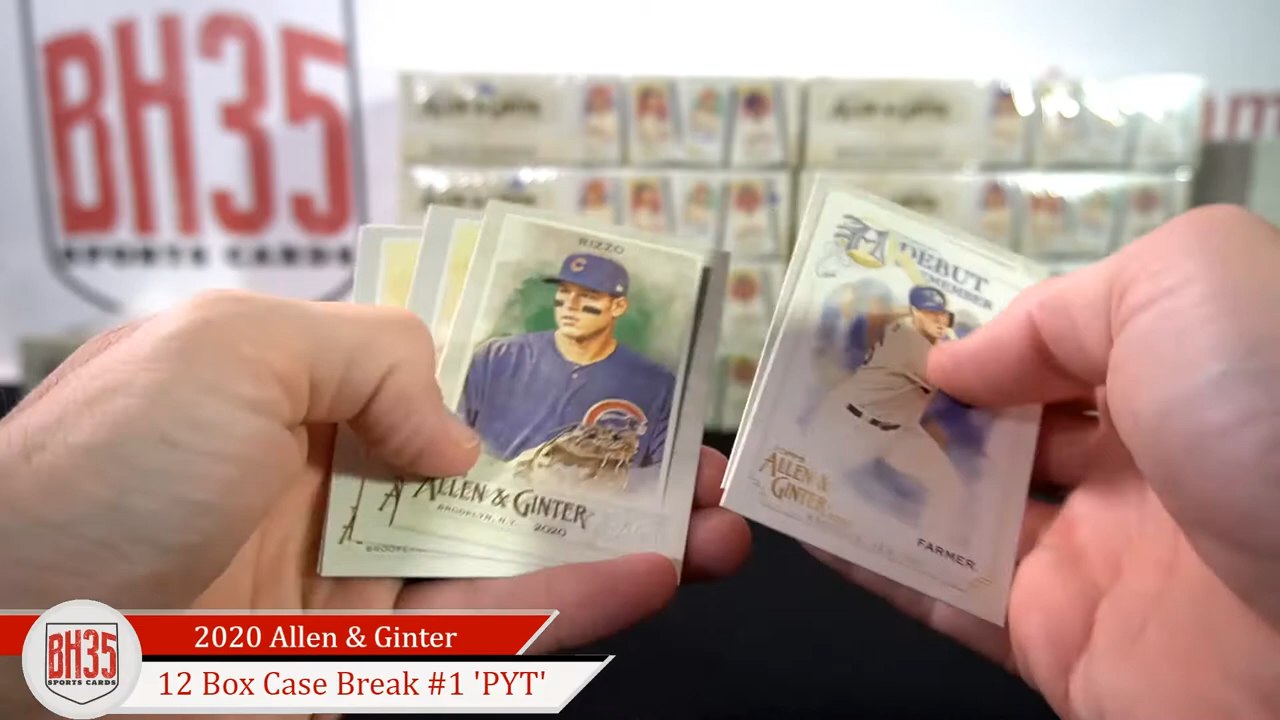 BH35
SPORTS CARDS
RIZZO
ALLEN & GINTER
BROOKLYN, N.Y.
2020
DEBUT
TOPPS
ALLEN &
GINTER
FARMER
2020 Allen & Ginter
BH35
SPORTS CARDS
12 Box Case Break #1 'PYT'